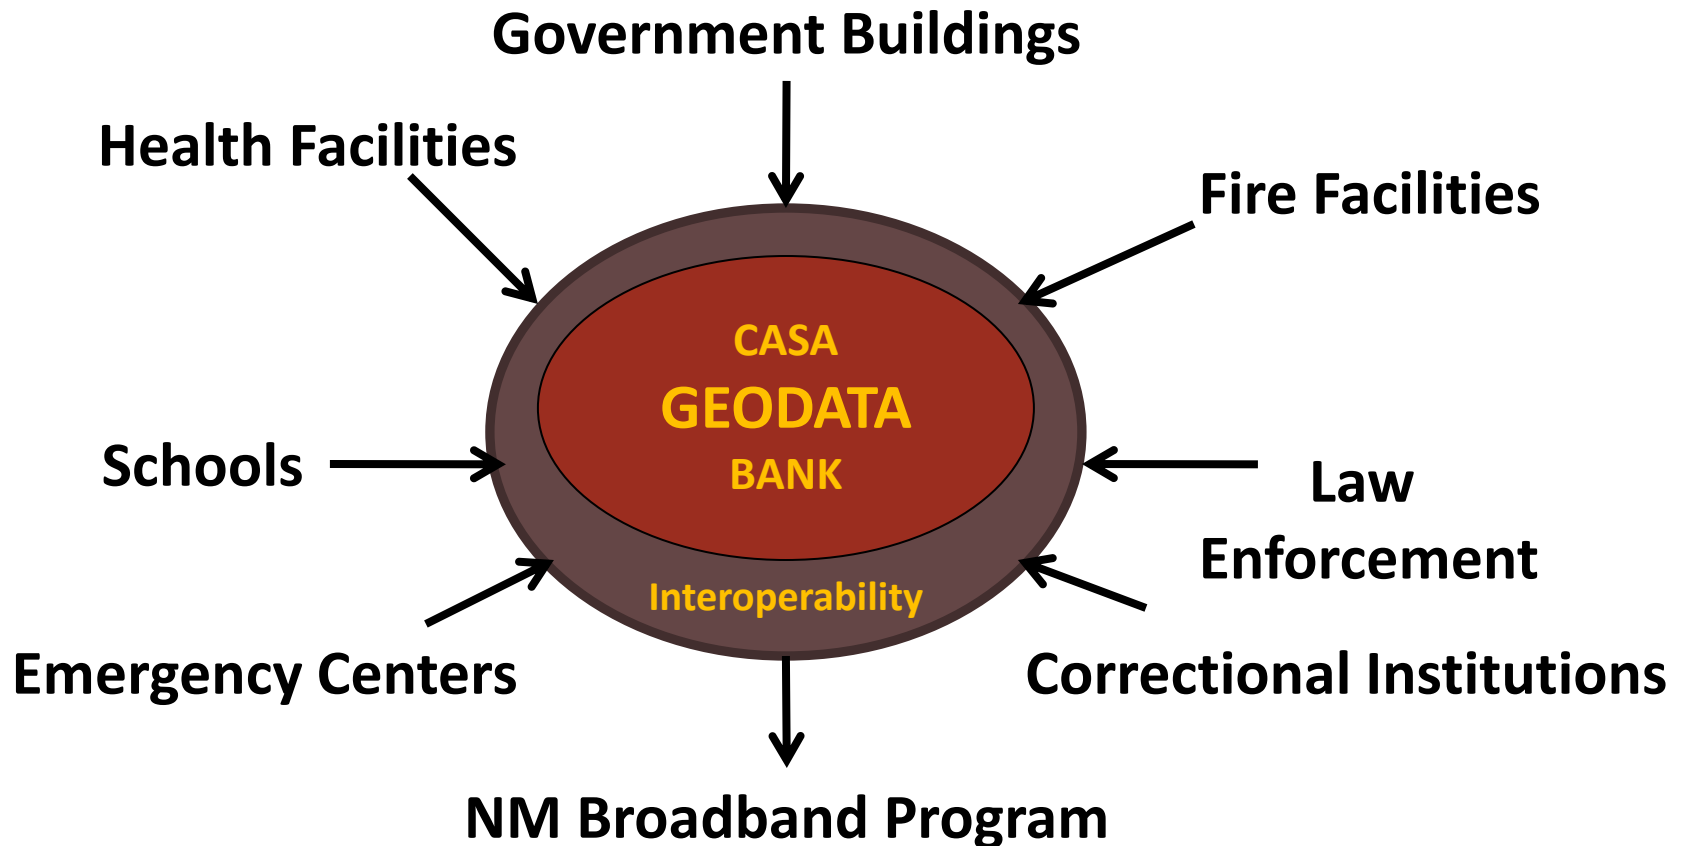 Government Buildings
Health Facilities
Fire Facilities
CASA
GEODATA
BANK
Schools
Law
Enforcement
Interoperability
Emergency Centers
Correctional Institutions
NM Broadband Program